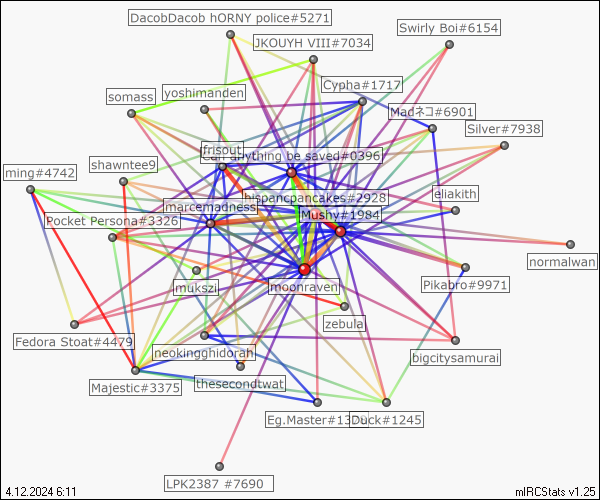 DacobDacob hORNY police#5271
Swirly Boi#6154
JKOUYH VIII#7034
Cypha#1717
yoshimanden
somass
Madネコ#6901
Silver#7938
frisout
anything be saved#0396
shawntee9
ming#4742
hispancpancakes#2928
eliakith
marcemadness
Mushy#1984
Pocket Persona#3326
normalwan
mukszi
moonraven
Pikabro#9971
zebulal
Fedora Stoat#4479
neokingghidorah
bigcitysamurai
Majestic#3375
thesecondtwat
Eg.Master#13
Duck#1245
LPK2387 #7690
4.12.2024 6:11
mIRCStats v1.25